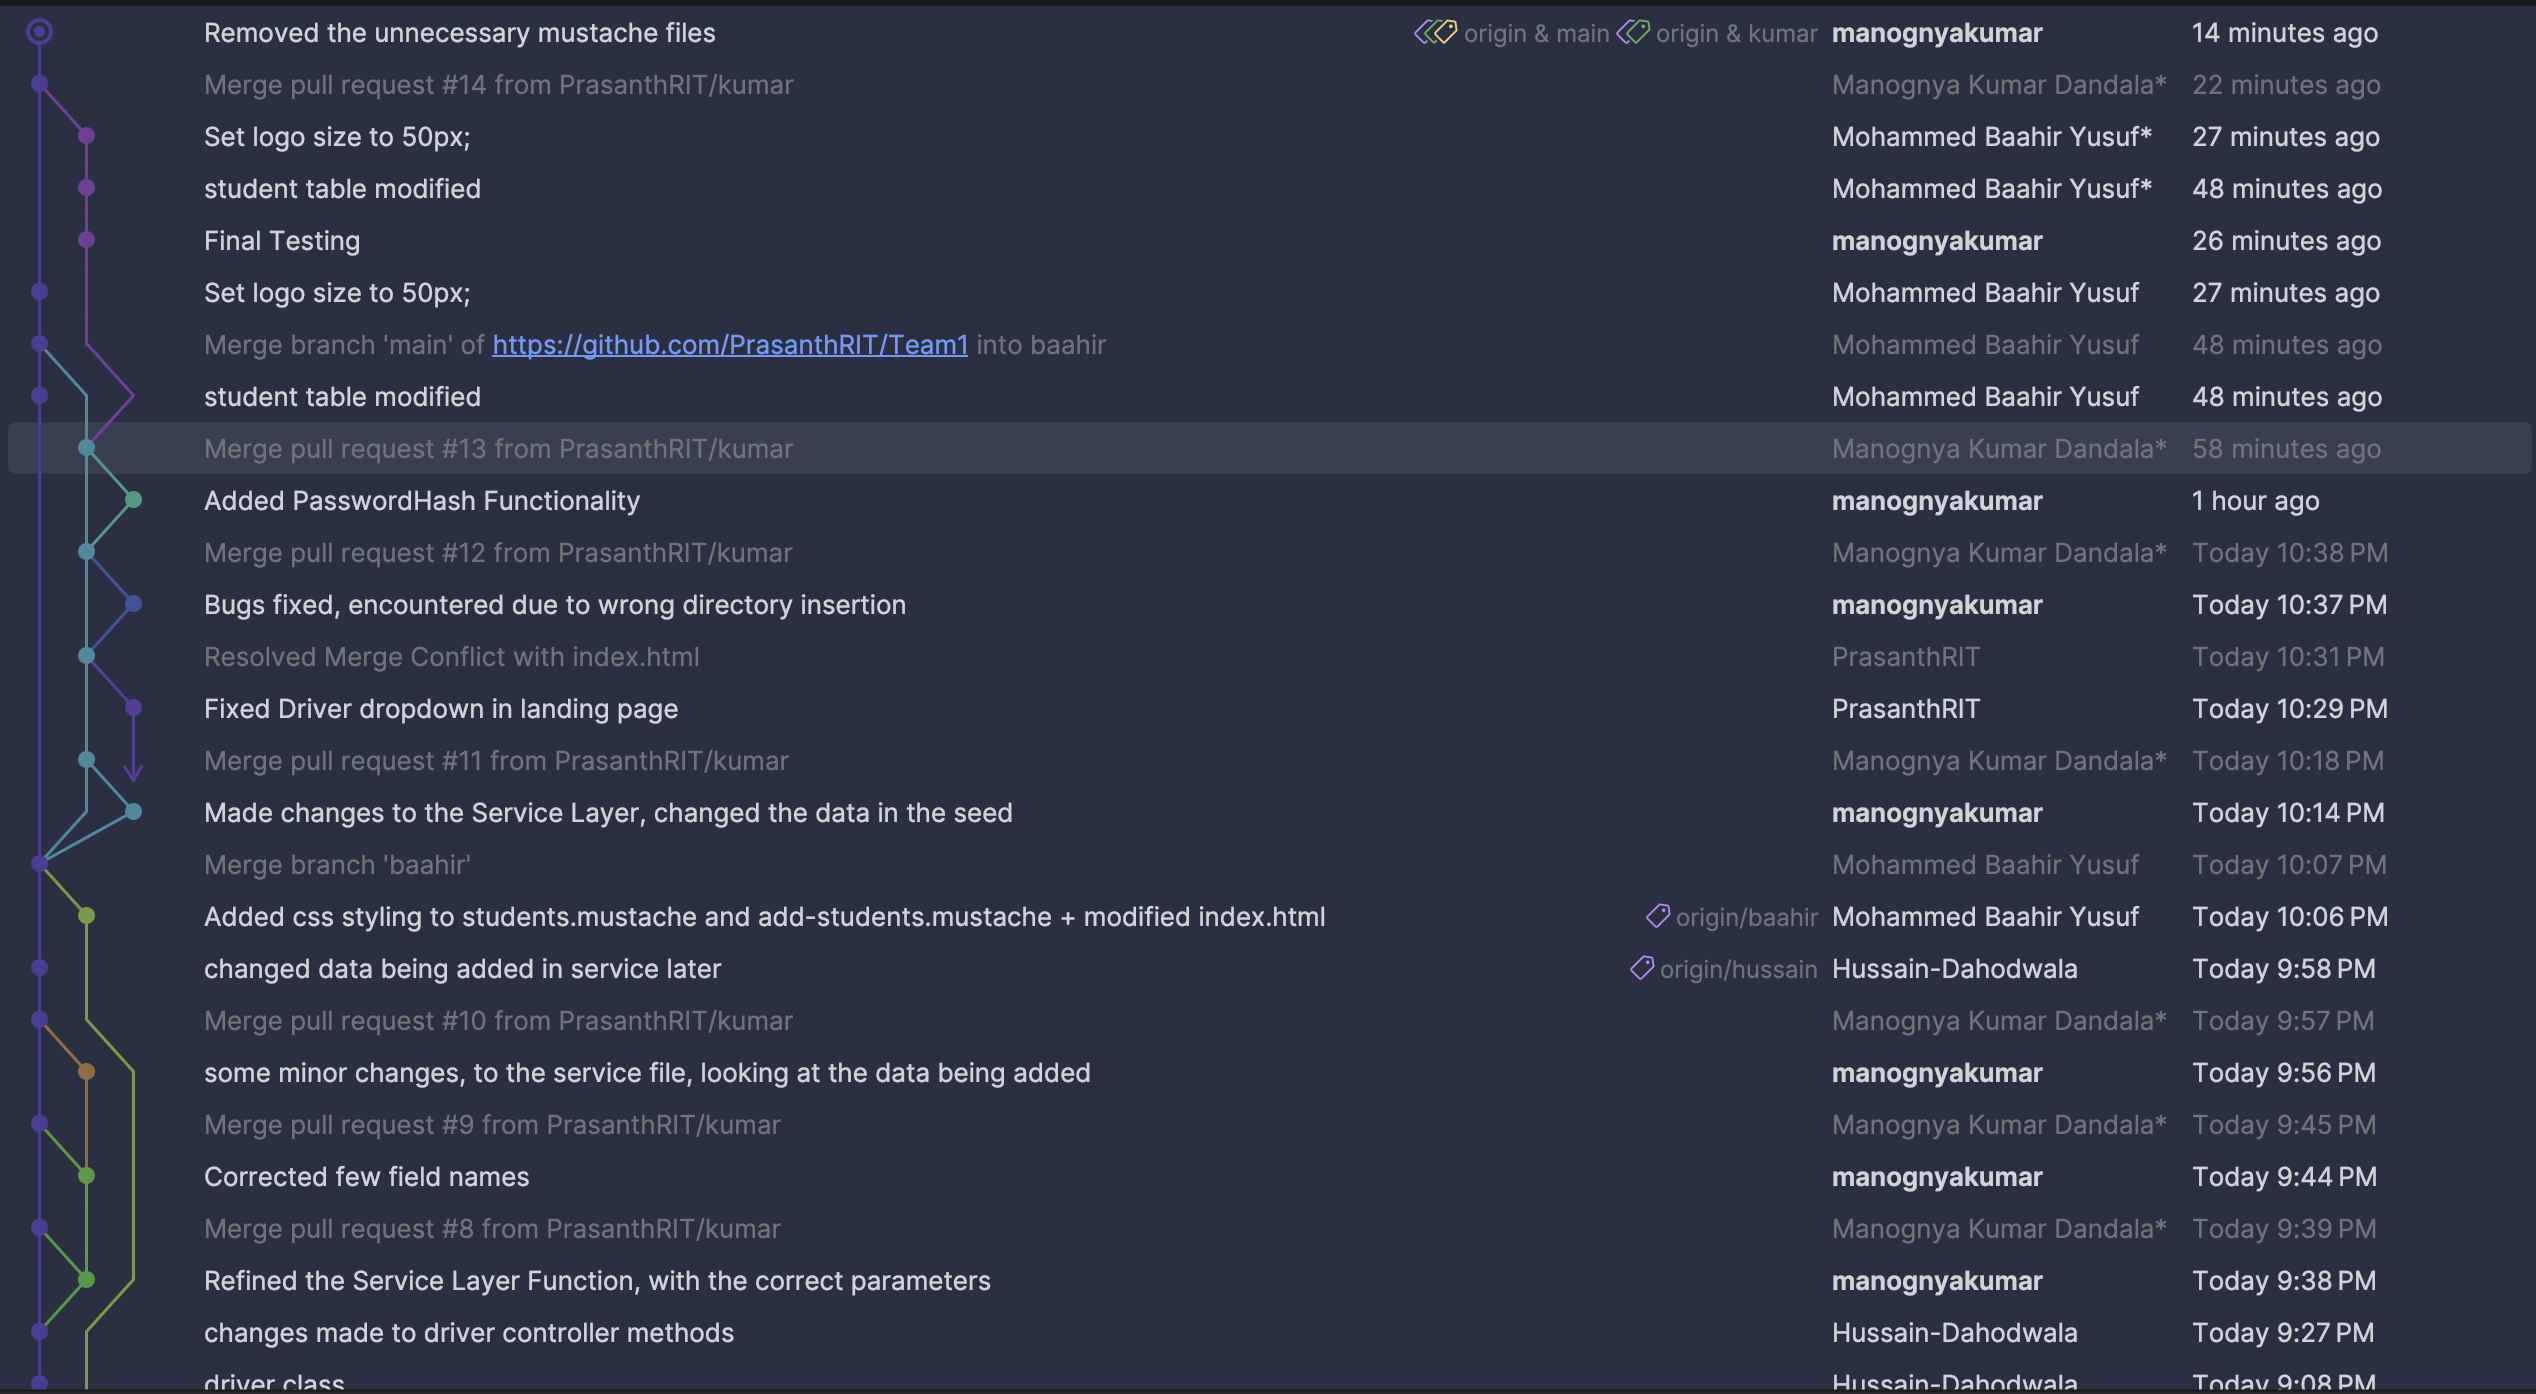 Removed the unnecessary mustache files origin & main origin & kumar manognyakumar 14 minutes ago
Merge pull request #14 from PrasanthRIT/kumar Manognya Kumar Dandala* 22 minutes ago
Set logo size to 50px; Mohammed Baahir Yusuf* 27 minutes ago
student table modified Mohammed Baahir Yusuf* 48 minutes ago
Final Testing manognyakumar 26 minutes ago
Set logo size to 50px; Mohammed Baahir Yusuf 27 minutes ago
Merge branch 'main' of https://github.com/PrasanthRIT/Team1 into baahir Mohammed Baahir Yusuf 48 minutes ago
student table modified Mohammed Baahir Yusuf 48 minutes ago
Merge pull request #13 from PrasanthRIT/kumar Manognya Kumar Dandala* 58 minutes ago
Added PasswordHash Functionality manognyakumar 1 hour ago
Merge pull request #12 from PrasanthRIT/kumar Manognya Kumar Dandala* Today 10:38 PM
Bugs fixed, encountered due to wrong directory insertion manognyakumar Today 10:37 PM
Resolved Merge Conflict with index.html PrasanthRIT Today 10:31 PM
Fixed Driver dropdown in landing page PrasanthRIT Today 10:29 PM
Merge pull request #11 from PrasanthRIT/kumar Manognya Kumar Dandala* Today 10:18 PM
Made changes to the Service Layer, changed the data in the seed manognyakumar Today 10:14 PM
Merge branch 'baahir' Mohammed Baahir Yusuf Today 10:07 PM
Added css styling to students.mustache and add-students.mustache + modified index.html origin/baahir Mohammed Baahir Yusuf Today 10:06 PM
changed data being added in service later origin/hussain Hussain-Dahodwala Today 9:58 PM
Merge pull request #10 from PrasanthRIT/kumar Manognya Kumar Dandala* Today 9:57 PM
some minor changes, to the service file, looking at the data being added manognyakumar Today 9:56 PM
Merge pull request #9 from PrasanthRIT/kumar Manognya Kumar Dandala* Today 9:45 PM
Corrected few field names manognyakumar Today 9:44 PM
Merge pull request #8 from PrasanthRIT/kumar Manognya Kumar Dandala* Today 9:39 PM
Refined the Service Layer Function, with the correct parameters manognyakumar Today 9:38 PM
changes made to driver controller methods Hussain-Dahodwala Today 9:27 PM
driver class Hussain-Dahodwala Today 9:08 PM